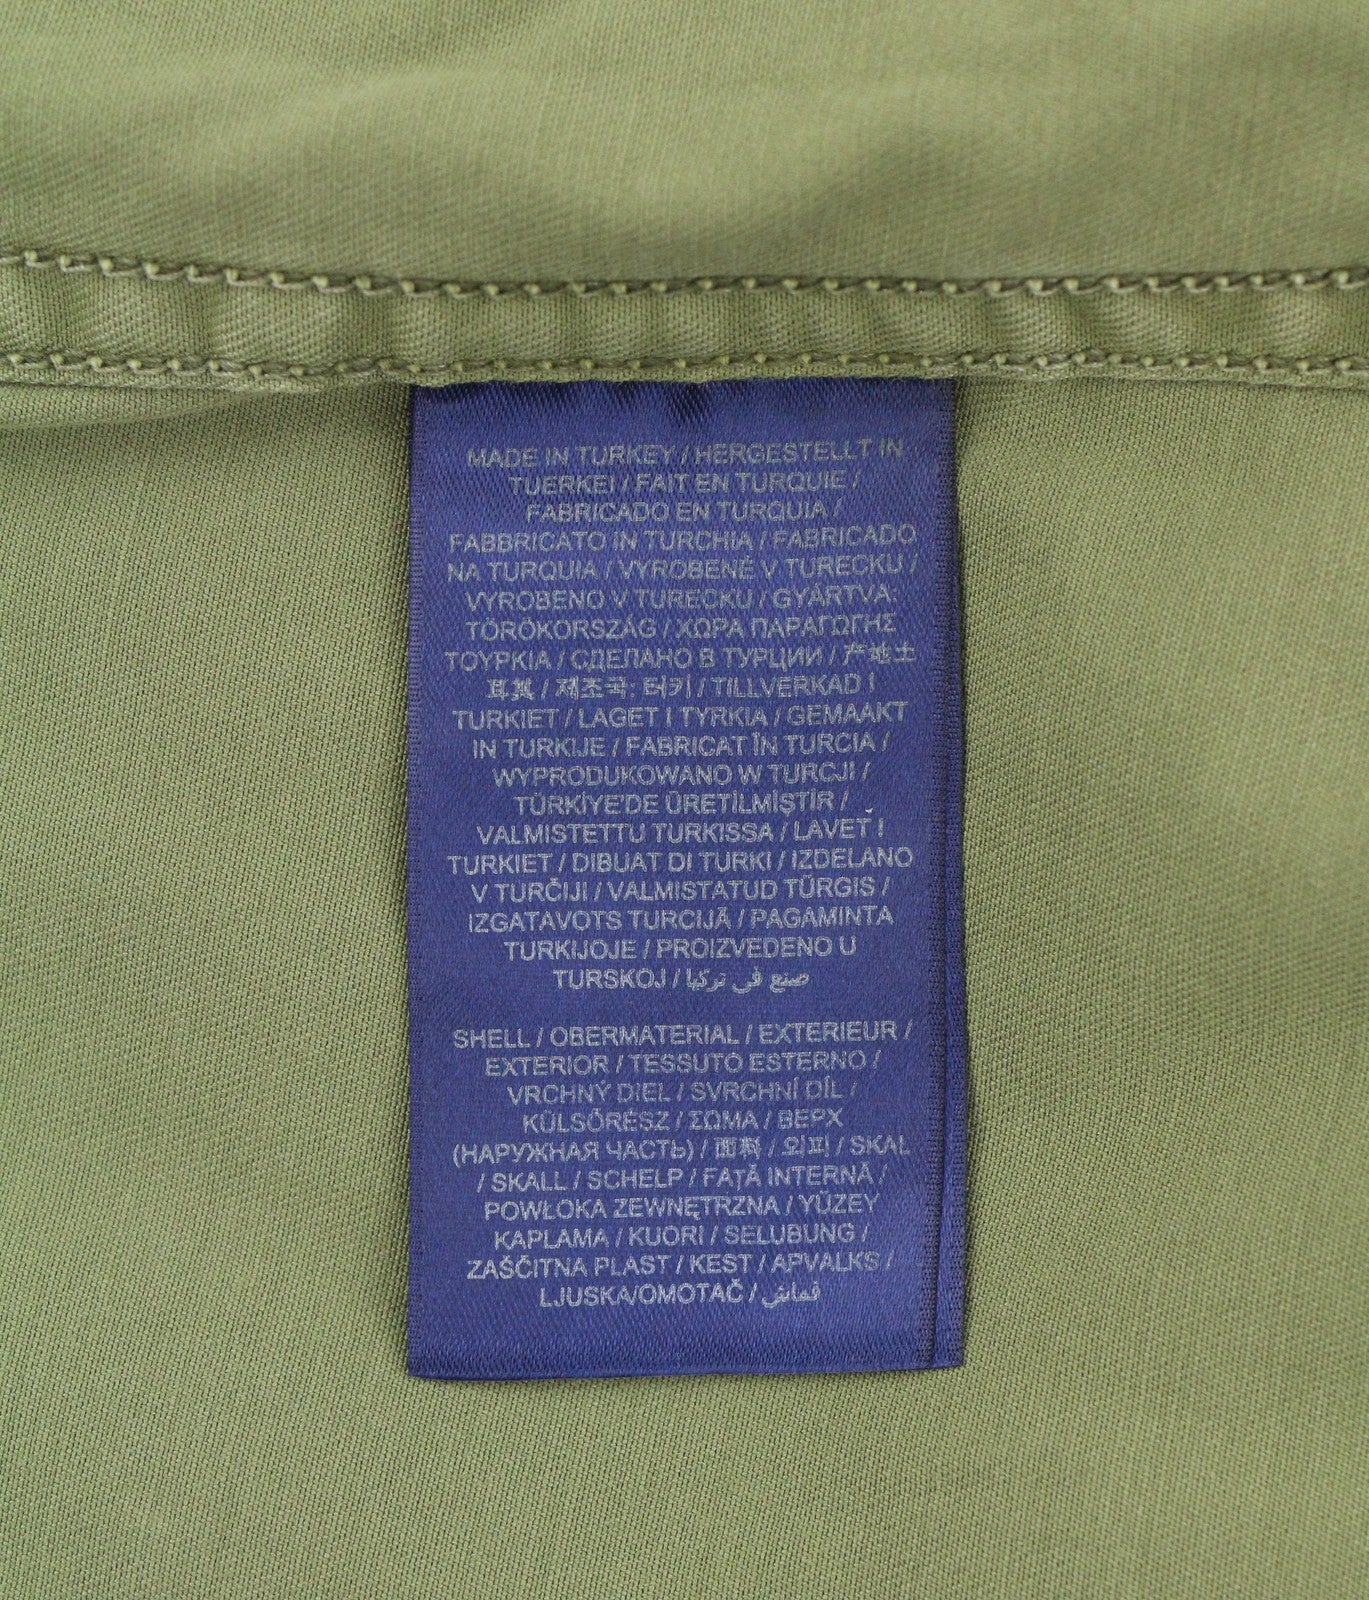 MADE IN TURKEY / HERGESTELLT IN
TUERKEI / FAIT EN TURQUIE /
FABRICADO EN TURQUIA /
FABBRICATO IN TURCHIA / FABRICADO
NA TURQUIA / VYROBENÉ V TURECKU /
VYROBENO V TURECKU / GYÁRTVA:
TÖRÖKORSZÁG / ΧΩΡΑ ΠΑΡΑΓΩΓΗΣ
ΤΟΥΡΚΙΑ / СДЕЛАНО В ТУРЦИИ / 产地土
耳其 / 제조국: 터키 / TILLVERKAD I
TURKIET / LAGET I TYRKIA / GEMAAKT
IN TURKIJE / FABRICAT ÎN TURCIA /
WYPRODUKOWANO W TURCJI /
TÜRKİYE'DE ÜRETİLMİŞTİR /
VALMISTETTU TURKISSA / LAVET I
TURKIET / DIBUAT DI TURKI / IZDELANO
V TURČIJI / VALMISTATUD TÜRGIS /
IZGATAVOTS TURCIJĀ / PAGAMINTA
TURKIJOJE / PROIZVEDENO U
TURSKOJ / صنع في تركيا
SHELL / OBERMATERIAL / EXTERIEUR /
EXTERIOR / TESSUTO ESTERNO /
VRCHNÝ DIEL / SVRCHNÍ DÍL /
KÜLSŐRÉSZ / ΣΩΜΑ / ВЕРХ
(НАРУЖНАЯ ЧАСТЬ) / 面料 / 외피 / SKAL
/ SKALL / SCHELP / FAȚĂ INTERNĂ /
POWŁOKA ZEWNĘTRZNA / YÜZEY
KAPLAMA / KUORI / SELUBUNG /
ZAŠČITNA PLAST / KEST / APVALKS /
LJUSKA/OMOTAČ / قماش